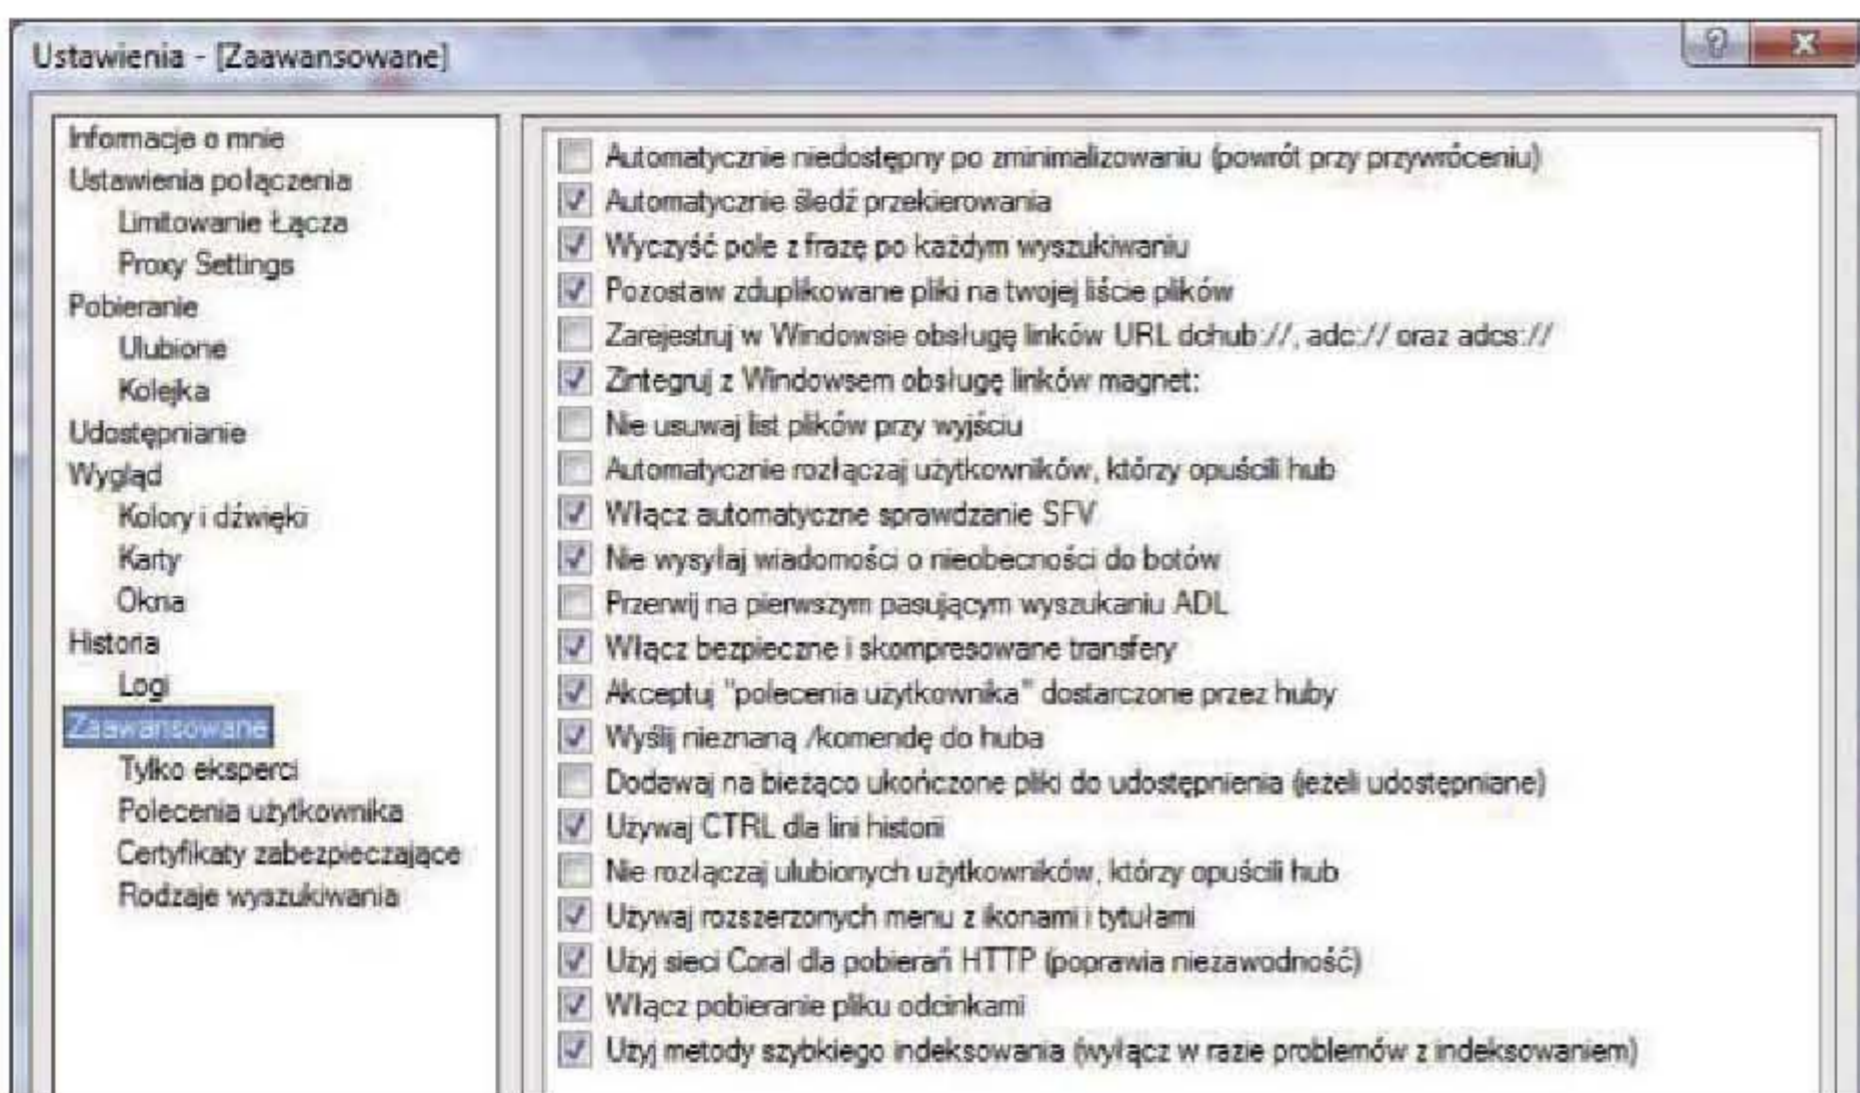 Ustawienia - [Zaawansowane]
Informacje o mnie
Ustawienia połączenia
Limitowanie Łącza
Proxy Settings
Pobieranie
Ulubione
Kolejka
Udostępnianie
Wygląd
Kolory i dźwięki
Karty
Okna
Historia
Logi
Zaawansowane
Tylko eksperci
Polecenia użytkownika
Certyfikaty zabezpieczające
Rodzaje wyszukiwania
Automatycznie niedostępny po zminimalizowaniu (powrót przy przywróceniu)
Automatycznie śledź przekierowania
Wyczyść pole z frazę po każdym wyszukiwaniu
Pozostaw zduplikowane pliki na twojej liście plików
Zarejestruj w Windowsie obsługę linków URL dchub://, adc:// oraz adcs://
Zintegruj z Windowsem obsługę linków magnet:
Nie usuwaj list plików przy wyjściu
Automatycznie rozłączaj użytkowników, którzy opuścili hub
Włącz automatyczne sprawdzanie SFV
Nie wysyłaj wiadomości o nieobecności do botów
Przerwij na pierwszym pasującym wyszukaniu ADL
Włącz bezpieczne i skompresowane transfery
Akceptuj "polecenia użytkownika" dostarczone przez huby
Wyślij nieznaną /komendę do huba
Dodawaj na bieżąco ukończone pliki do udostępnienia (jeżeli udostępniane)
Używaj CTRL dla lini historii
Nie rozłączaj ulubionych użytkowników, którzy opuścili hub
Używaj rozszerzonych menu z ikonami i tytułami
Użyj sieci Coral dla pobierań HTTP (poprawia niezawodność)
Włącz pobieranie pliku odcinkami
Użyj metody szybkiego indeksowania (wyłącz w razie problemów z indeksowaniem)